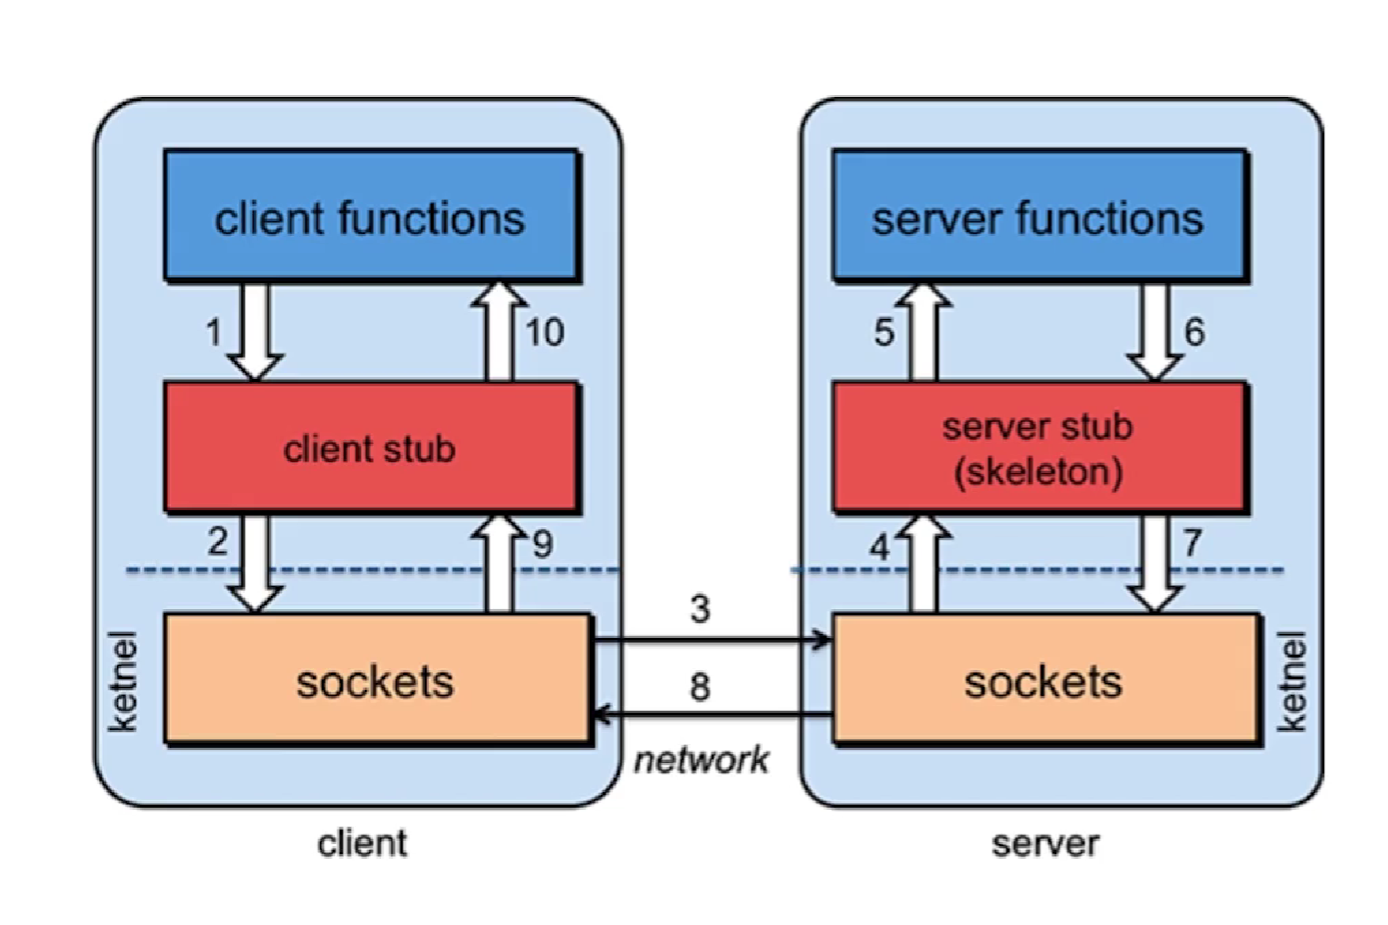 client functions
server functions
1
10
5
6
client stub
server stub
(skeleton)
2
9
4
7
3
ketnel
sockets
8
sockets
ketnel
network
client
server